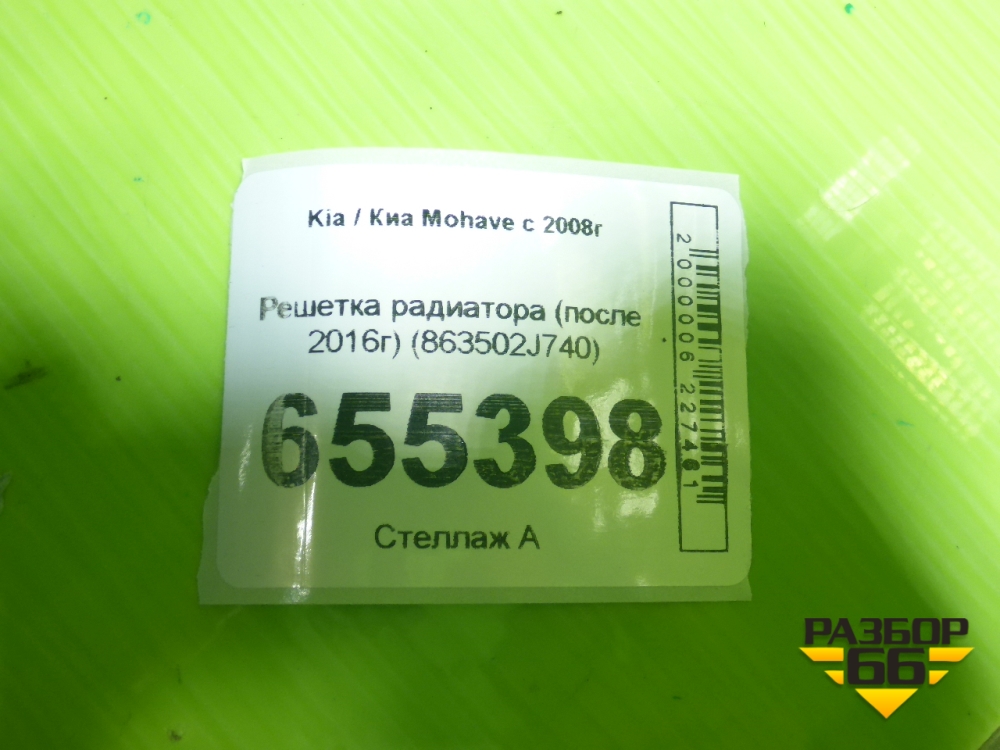 Kia / Киа Mohave с 2008г
Решетка радиатора (после
2016г) (863502J740)
655398
Стеллаж А
2000006227461
РАЗБОР
66